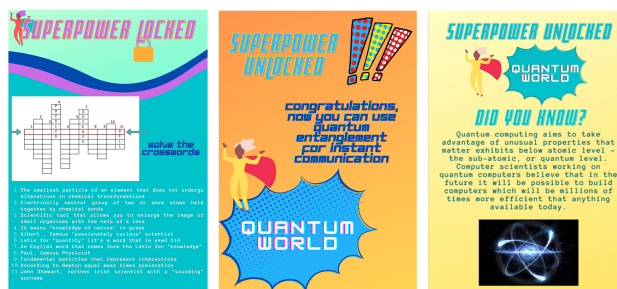 SUPERPOWER LOCKED
solve the
crosswords
1. The smallest particle of an element that does not undergo
alterations in chemical transformations
2. Electrically neutral group of two or more atoms held
together by chemical bonds
3. Scientific tool that allows you to enlarge the image of
small organisms with the help of a lens
4. It means "knowledge of nature" in greek
5. Albert , famous "passionately curious" scientist
6. Latin for "quantity" (it's a word that is used tid
7. An English word that comes form the Latin for "knowledge"
8. Paul, famous Physicist
9. Fundamental particles that represent interactions
10. According to Newton equal mass times
11. John Stewart, northen irish scientist with a "sounding"
surname
SUPERPOWER
UNLOCKED
congratulations,
now you can use
quantum
entanglement
for instant
communication
QUANTUM
WORLD
SUPERPOWER UNLOCKED
QUANTUM
WORLD
DID YOU KNOW?
Quantum computing aims to take
advantage of unusual properties that
matter exhibits below atomic level -
the sub-atomic, or quantum level.
Computer scientists working on
quantum computers believe that in the
future it will be possible to build
computers which will be millions of
times more efficient that anything
available today.